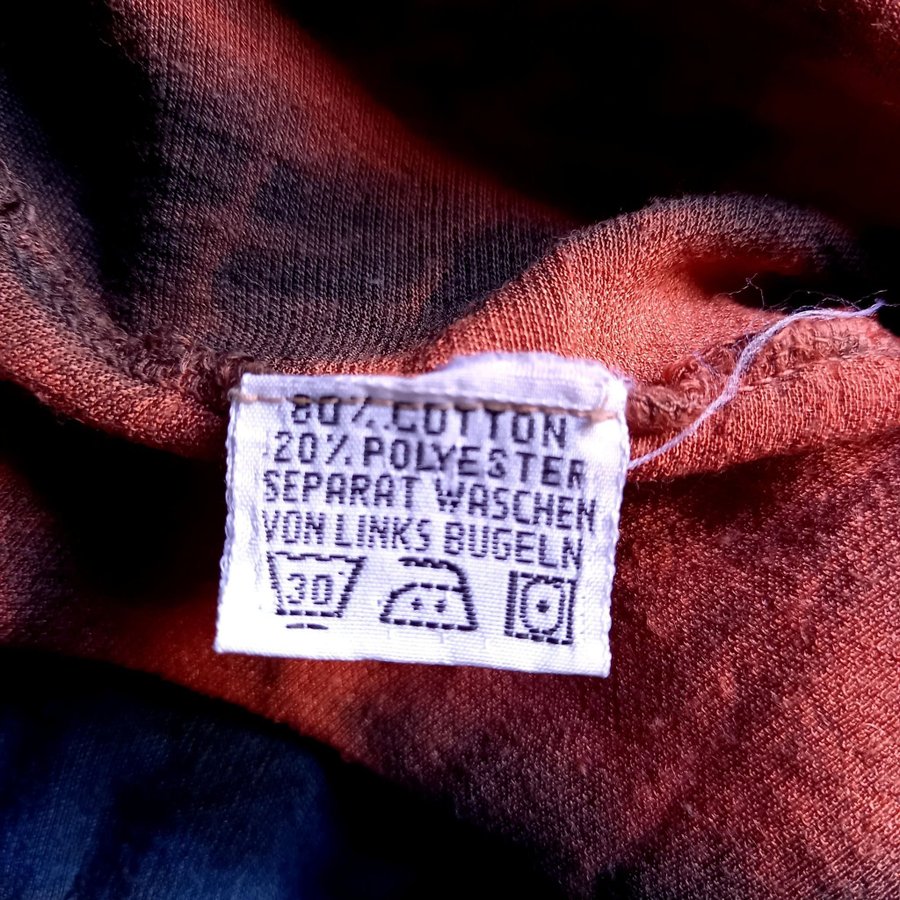 80% COTTON
20% POLYESTER
SEPARAT WASCHEN
VON LINKS BUGELN
30